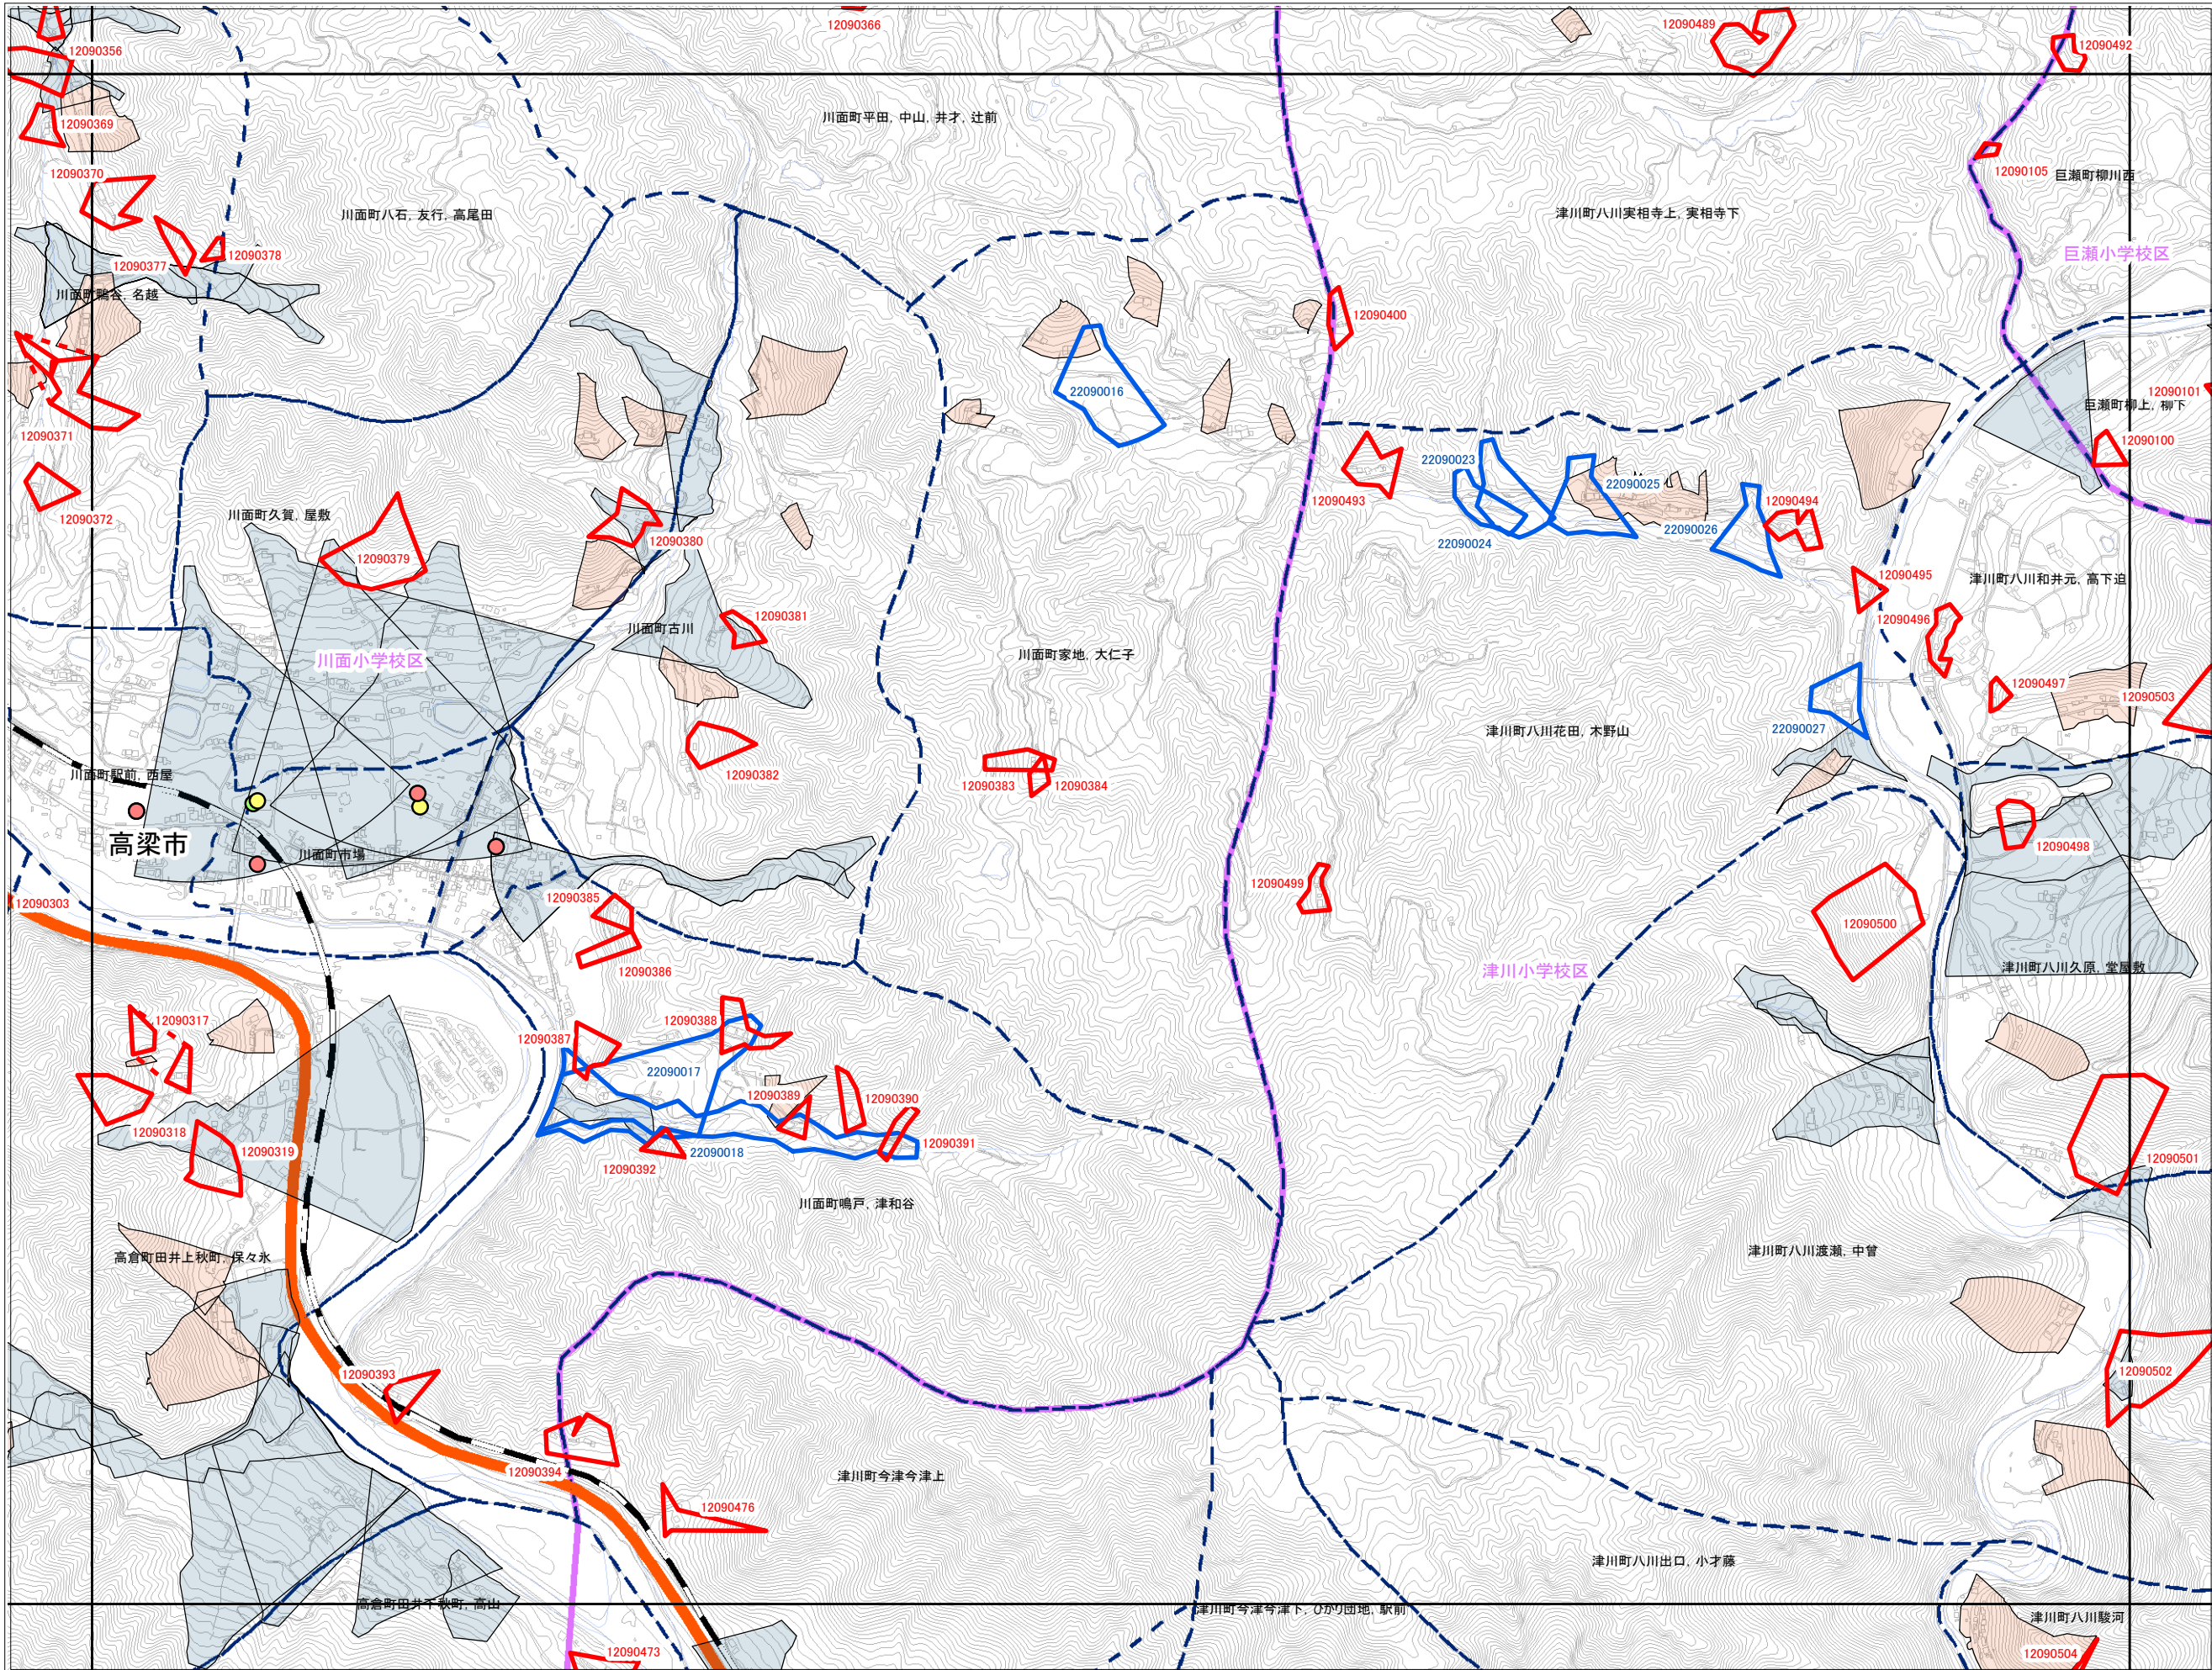 12090366
12090489
12090492
12090356
川面町平田, 中山, 井才, 辻前
12090369
12090370
12090105
巨瀬町柳川西
川面町八石, 友行, 高尾田
津川町八川実相寺上, 実相寺下
12090378
12090377
巨瀬小学校区
川面町鴨谷, 名越
12090400
22090016
12090101
巨瀬町柳上, 柳下
12090371
12090100
22090023
12090493
22090025
12090494
12090372
川面町久賀, 屋敷
22090026
12090380
22090024
12090379
12090495
津川町八川和井元, 高下迫
12090381
12090496
川面町古川
川面町家地, 大仁子
川面小学校区
12090497
12090503
津川町八川花田, 木野山
22090027
川面町駅前, 西屋
12090382
12090383
12090384
高梁市
川面町市場
12090498
12090499
12090385
12090303
12090500
12090386
津川小学校区
津川町八川久原, 堂屋敷
12090317
12090388
12090387
22090017
12090389
12090390
12090318
12090391
12090319
22090018
12090392
12090501
川面町鳴戸, 津和谷
高倉町田井上秋町, 保々氷
津川町八川渡瀬, 中曽
12090393
12090502
12090394
津川町今津今津上
12090476
津川町八川出口, 小才藤
高倉町田井下秋町, 高山
津川町今津今津下, ひかり団地, 駅前
津川町八川駿河
12090473
12090504